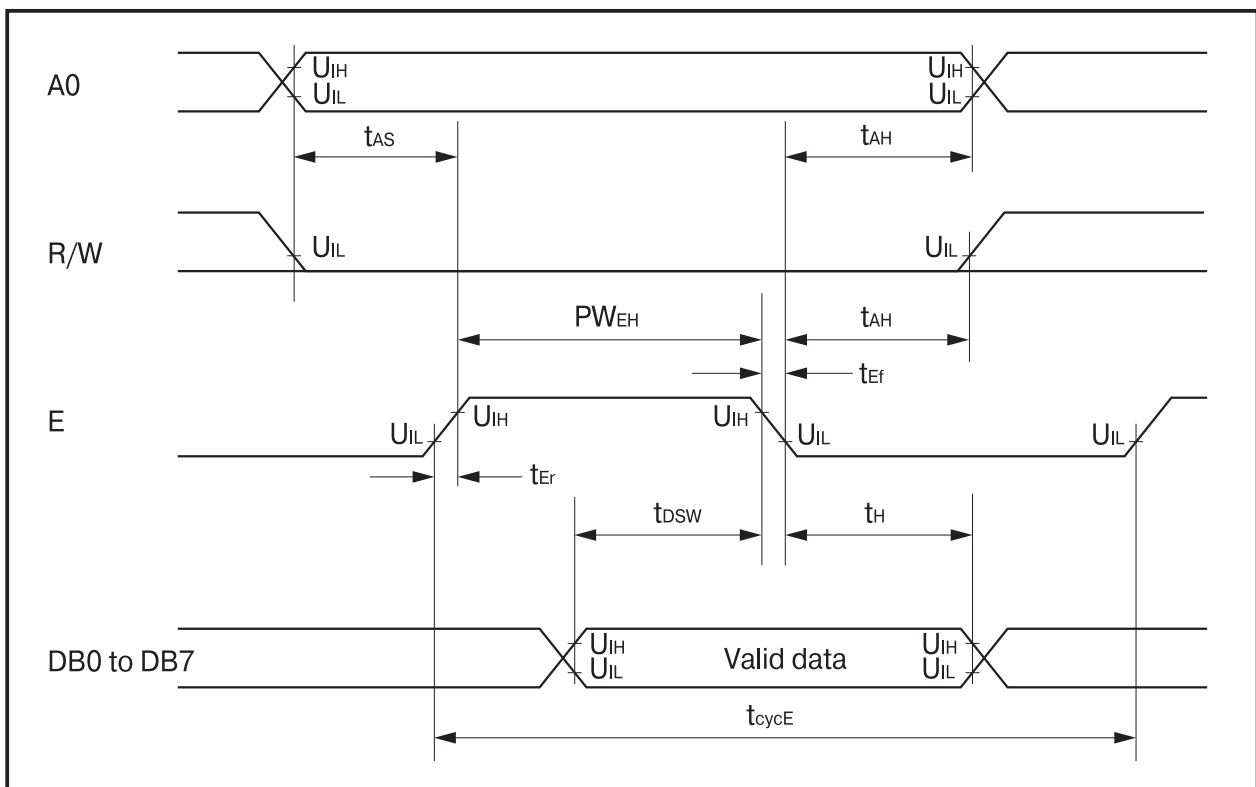 A0
UIH
UIL
UIH
UIL
tAS
tAH
R/W
UIL
UIL
PWEH
tAH
tEf
E
UIL
UIH
UIH
UIL
UIL
tEr
tDSW
tH
DB0 to DB7
UIH
UIL
Valid data
UIH
UIL
tcycE